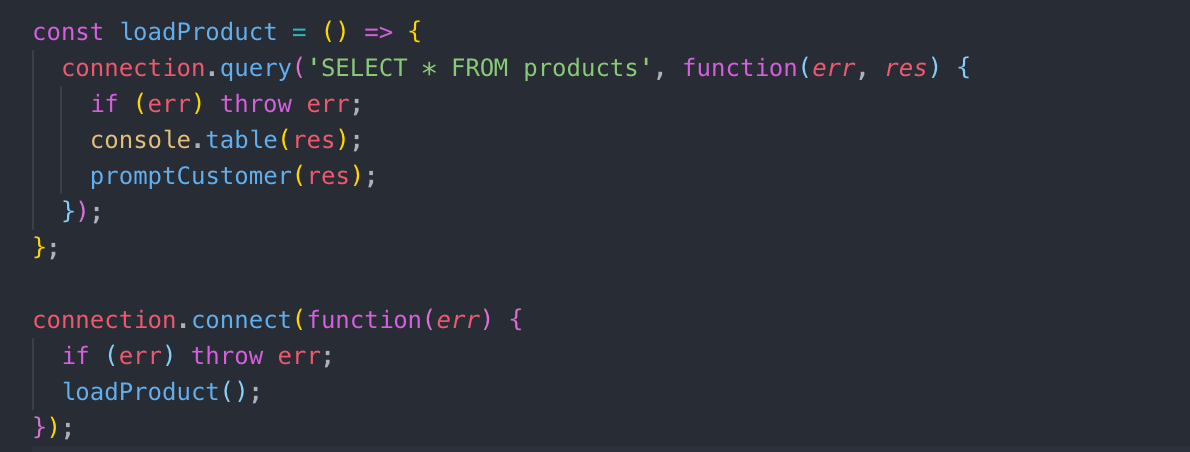 const loadProduct = () => {
  connection.query('SELECT * FROM products', function(err, res) {
    if (err) throw err;
    console.table(res);
    promptCustomer(res);
  });
};

connection.connect(function(err) {
  if (err) throw err;
  loadProduct();
});